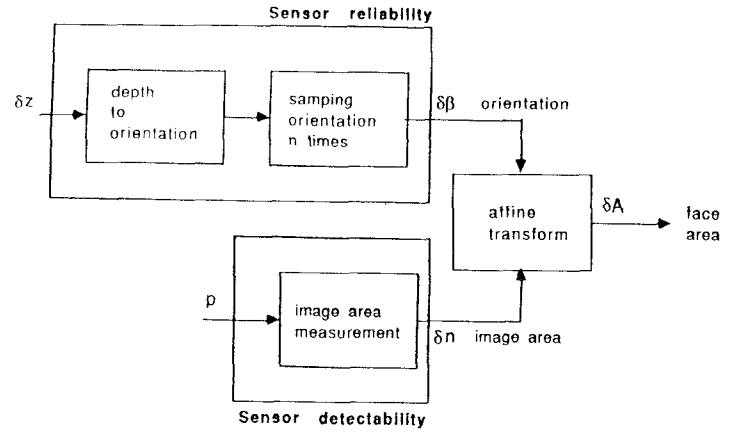 Sensor reliability
δz
depth
to
orientation
samping
orientation
n times
δβ orientation
affine
transform
δA
face
area
p
image area
measurement
δn image area
Sensor detectability